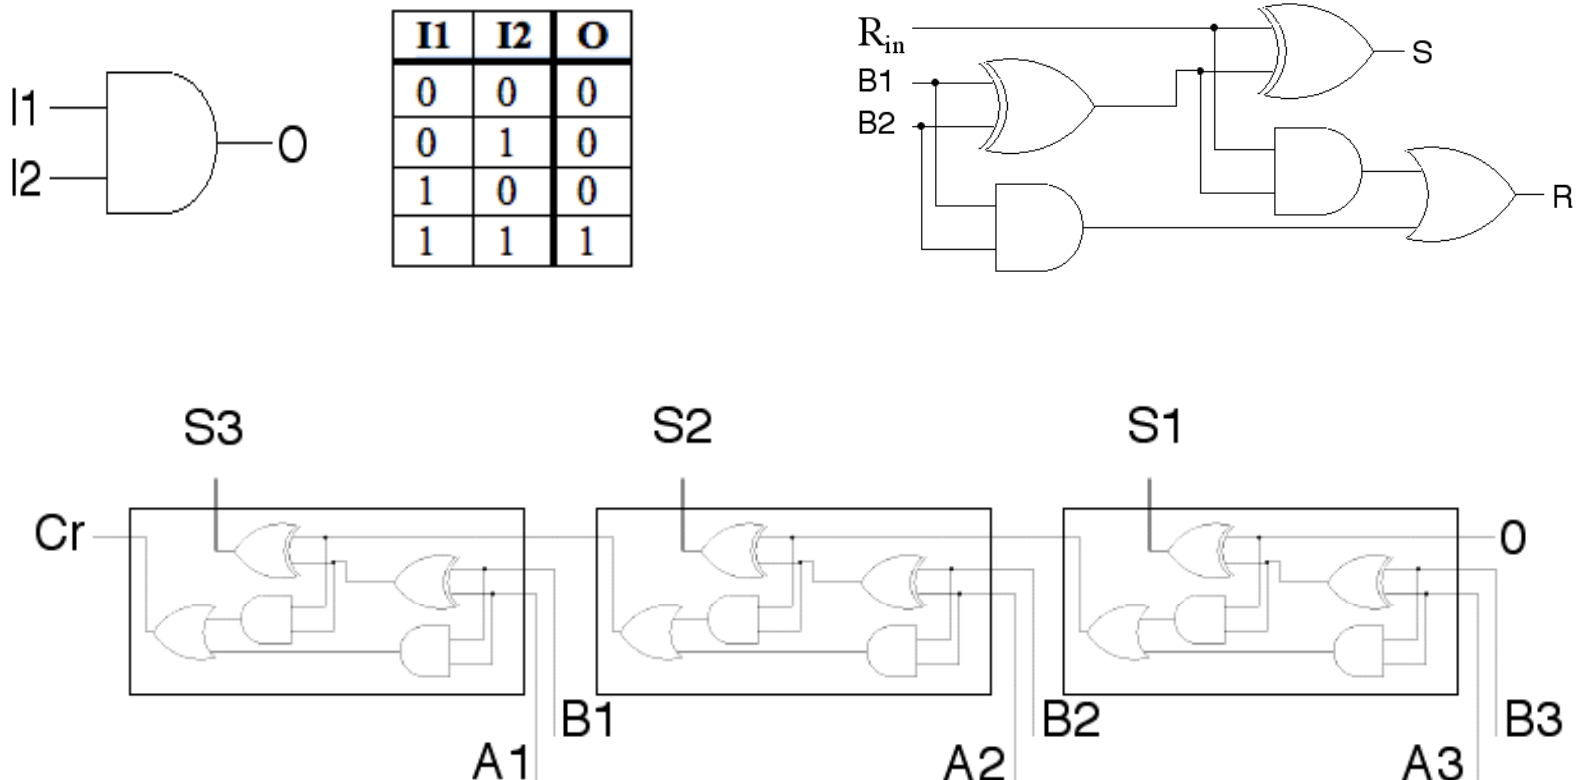 I1
I2
O
I1 I2 O
0 0 0
0 1 0
1 0 0
1 1 1
Rin
B1
B2
S
R
S3 S2 S1
Cr
0
B1 B2 B3
A1 A2 A3